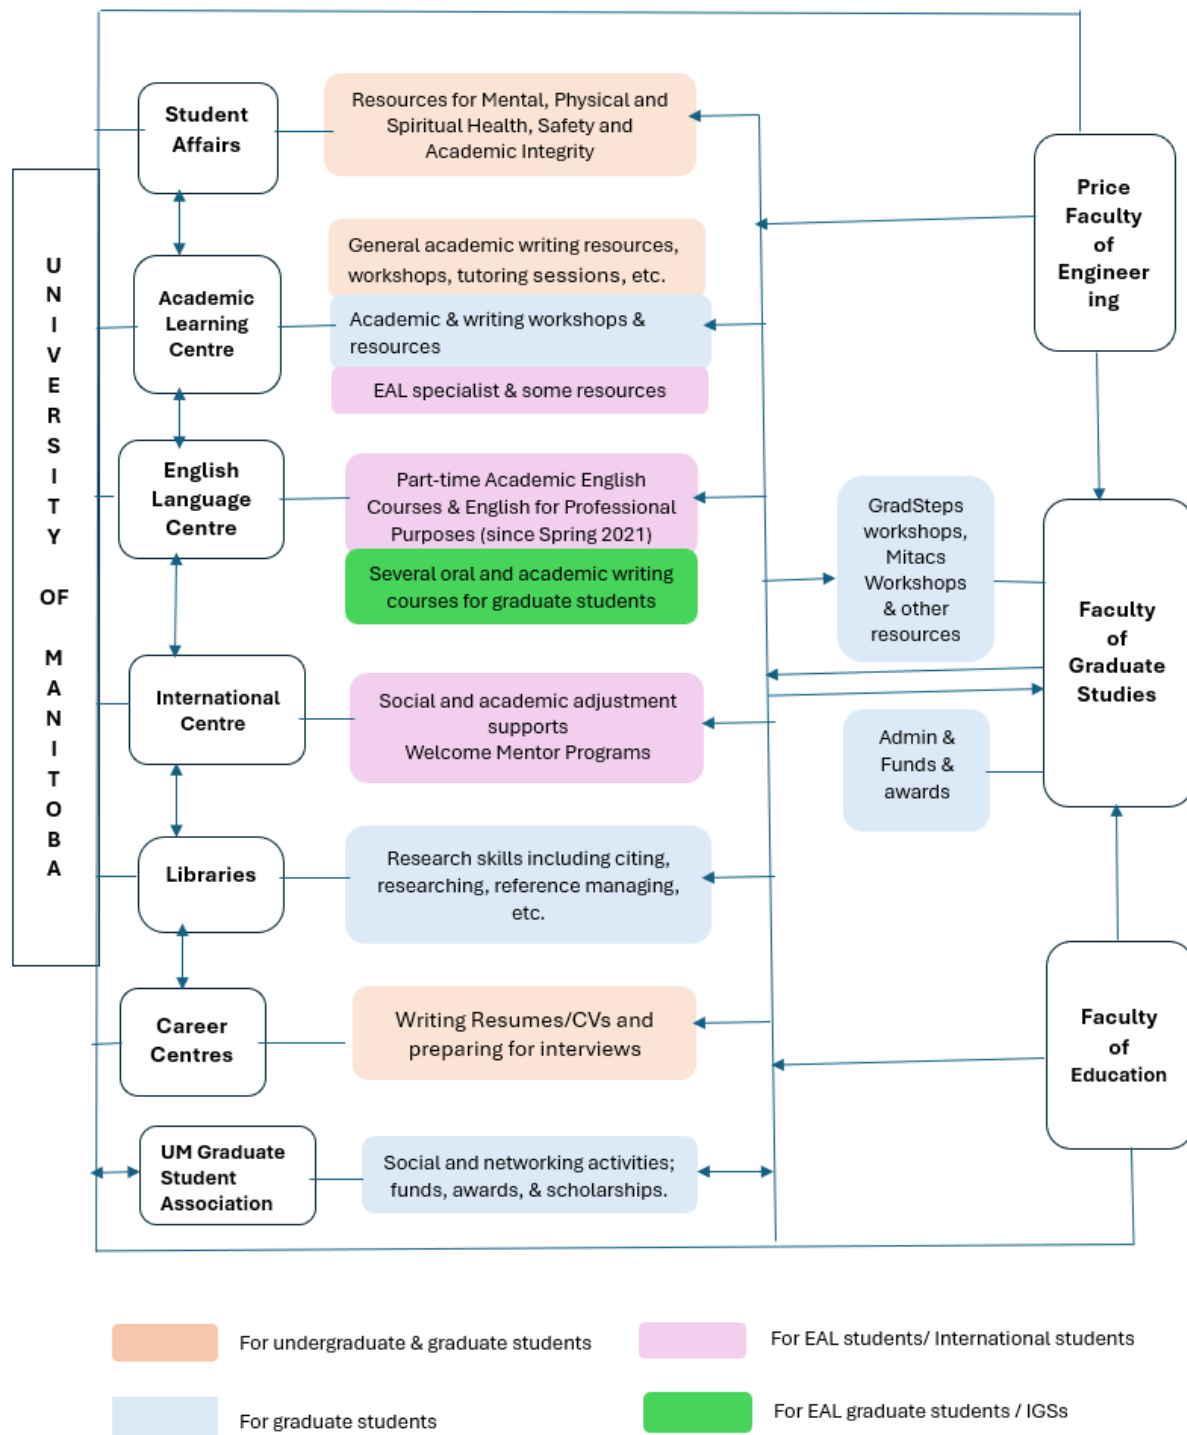 UNIVERSITY
OF
MANITOBA
Student
Affairs
Resources for Mental, Physical and
Spiritual Health, Safety and
Academic Integrity
Academic
Learning
Centre
General academic writing resources,
workshops, tutoring sessions, etc.
Academic & writing workshops &
resources
EAL specialist & some resources
English
Language
Centre
Part-time Academic English
Courses & English for Professional
Purposes (since Spring 2021)
Several oral and academic writing
courses for graduate students
International
Centre
Social and academic adjustment
supports
Welcome Mentor Programs
Libraries
Research skills including citing,
researching, reference managing,
etc.
Career
Centres
Writing Resumes/CVs and
preparing for interviews
UM Graduate
Student
Association
Social and networking activities;
funds, awards, & scholarships.
Price
Faculty
of
Engineer
ing
GradSteps
workshops,
Mitacs
Workshops
& other
resources
Faculty
of
Graduate
Studies
Admin &
Funds &
awards
Faculty
of
Education
For undergraduate & graduate students
For EAL students/ International students
For graduate students
For EAL graduate students / IGSs